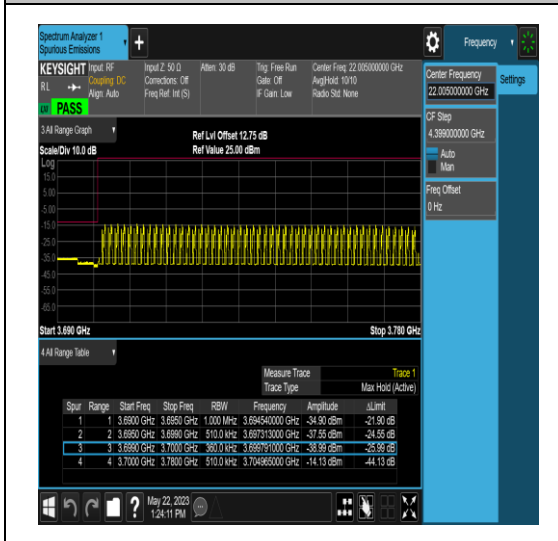 Spectrum Analyzer 1
Spurious Emissions
+
Frequency
KEYSIGHT Input: RF
Coupling: DC
Align: Auto
Input Z: 50 Ω
Corrections: Off
Freq Ref: Int (S)
Atten: 30 dB
Trig: Free Run
Gate: Off
IF Gain: Low
Center Freq: 22.005000000 GHz
Avg|Hold: 10/10
Radio Std: None
RL
PASS
Center Frequency
22.005000000 GHz
Settings
CF Step
4.399000000 GHz
Auto
Man
Freq Offset
0 Hz
3 All Range Graph
Ref Lvl Offset 12.75 dB
Scale/Div 10.0 dB
Ref Value 25.00 dBm
Log
15.0
5.00
-5.00
-15.0
-25.0
-35.0
-45.0
-55.0
-65.0
Start 3.690 GHz
Stop 3.780 GHz
4 All Range Table
Measure Trace Trace 1
Trace Type Max Hold (Active)
Spur Range Start Freq Stop Freq RBW Frequency Amplitude ΔLimit
1 1 3.6900 GHz 3.6950 GHz 1.000 MHz 3.694540000 GHz -34.90 dBm -21.90 dB
2 2 3.6950 GHz 3.6990 GHz 510.0 kHz 3.697313000 GHz -37.55 dBm -24.55 dB
3 3 3.6990 GHz 3.7000 GHz 360.0 kHz 3.699791000 GHz -38.99 dBm -25.99 dB
4 4 3.7000 GHz 3.7800 GHz 510.0 kHz 3.704965000 GHz -14.13 dBm -44.13 dB
?
May 22, 2023
1:24:11 PM